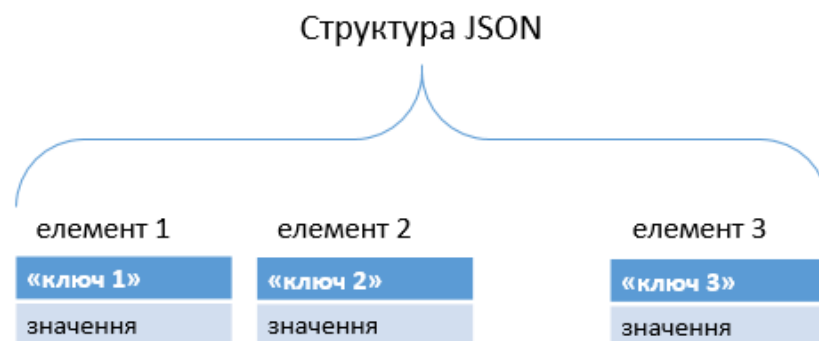 Структура JSON
елемент 1 елемент 2 елемент 3
«ключ 1» «ключ 2» «ключ 3»
значення значення значення